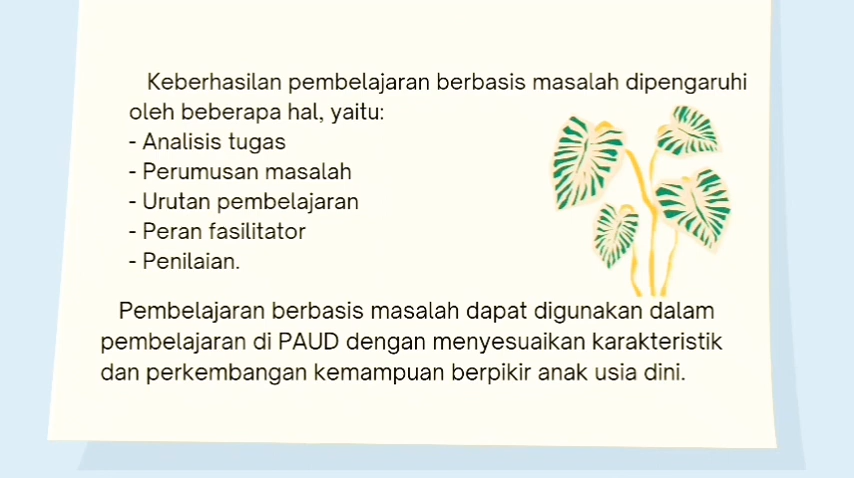 Keberhasilan pembelajaran berbasis masalah dipengaruhi
oleh beberapa hal, yaitu:
- Analisis tugas
- Perumusan masalah
- Urutan pembelajaran
- Peran fasilitator
- Penilaian.
Pembelajaran berbasis masalah dapat digunakan dalam
pembelajaran di PAUD dengan menyesuaikan karakteristik
dan perkembangan kemampuan berpikir anak usia dini.